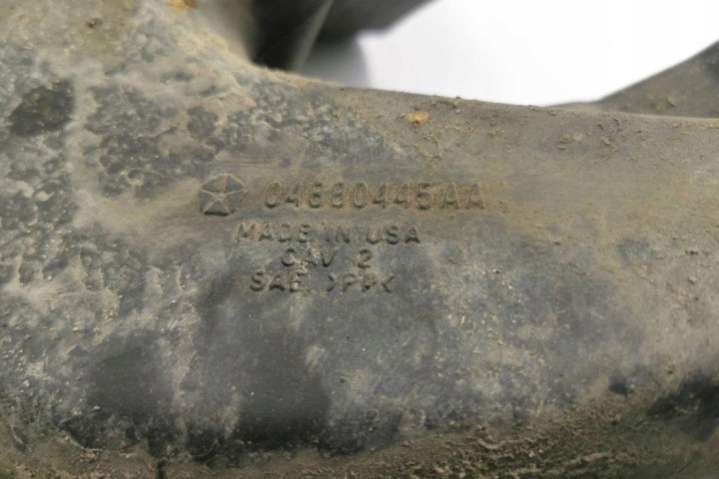 04880445AA
MADE IN USA
CAV 2
SAE >PP<